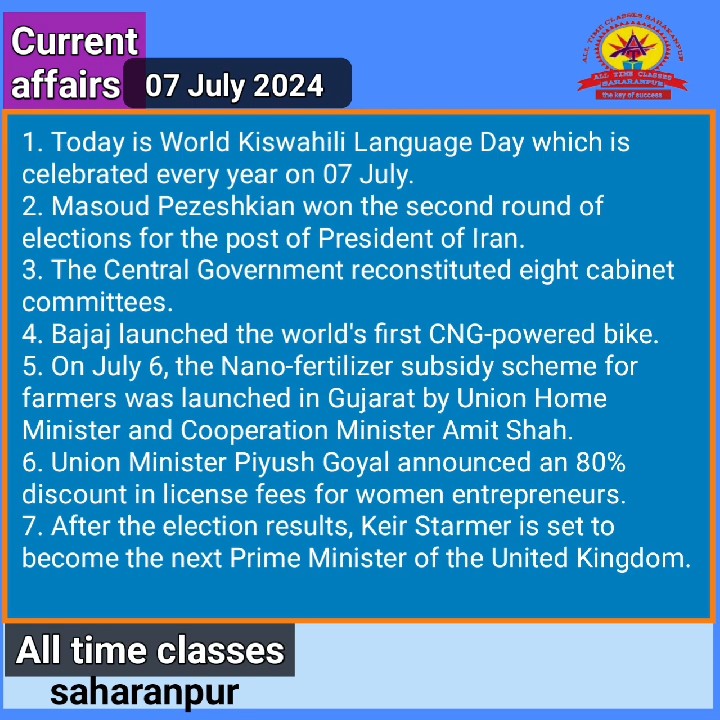 Current
affairs
07 July 2024
ALL TIME CLASSES SAHARANPUR
ALL TIME CLASSES
SAHARANPUR
the key of success
1. Today is World Kiswahili Language Day which is
celebrated every year on 07 July.
2. Masoud Pezeshkian won the second round of
elections for the post of President of Iran.
3. The Central Government reconstituted eight cabinet
committees.
4. Bajaj launched the world's first CNG-powered bike.
5. On July 6, the Nano-fertilizer subsidy scheme for
farmers was launched in Gujarat by Union Home
Minister and Cooperation Minister Amit Shah.
6. Union Minister Piyush Goyal announced an 80%
discount in license fees for women entrepreneurs.
7. After the election results, Keir Starmer is set to
become the next Prime Minister of the United Kingdom.
All time classes
saharanpur